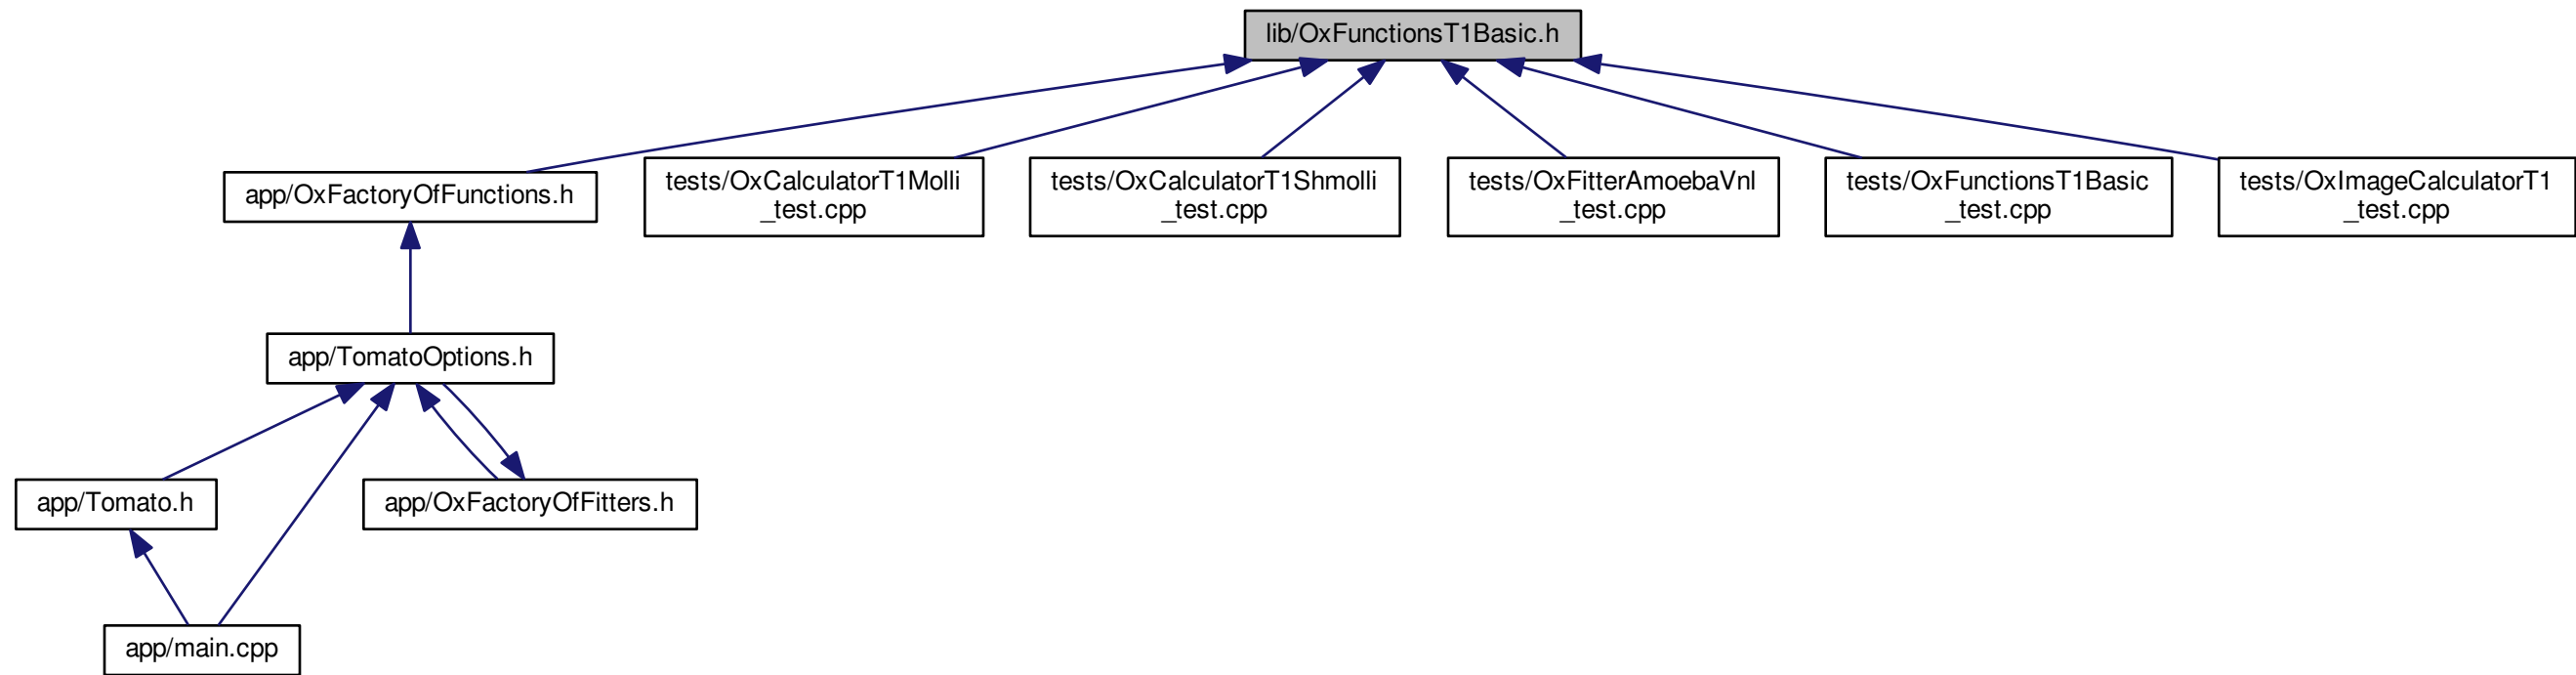 lib/OxFunctionsT1Basic.h
app/OxFactoryOfFunctions.h
tests/OxCalculatorT1Molli
_test.cpp
tests/OxCalculatorT1Shmolli
_test.cpp
tests/OxFitterAmoebaVnl
_test.cpp
tests/OxFunctionsT1Basic
_test.cpp
tests/OxImageCalculatorT1
_test.cpp
app/TomatoOptions.h
app/Tomato.h
app/OxFactoryOfFitters.h
app/main.cpp